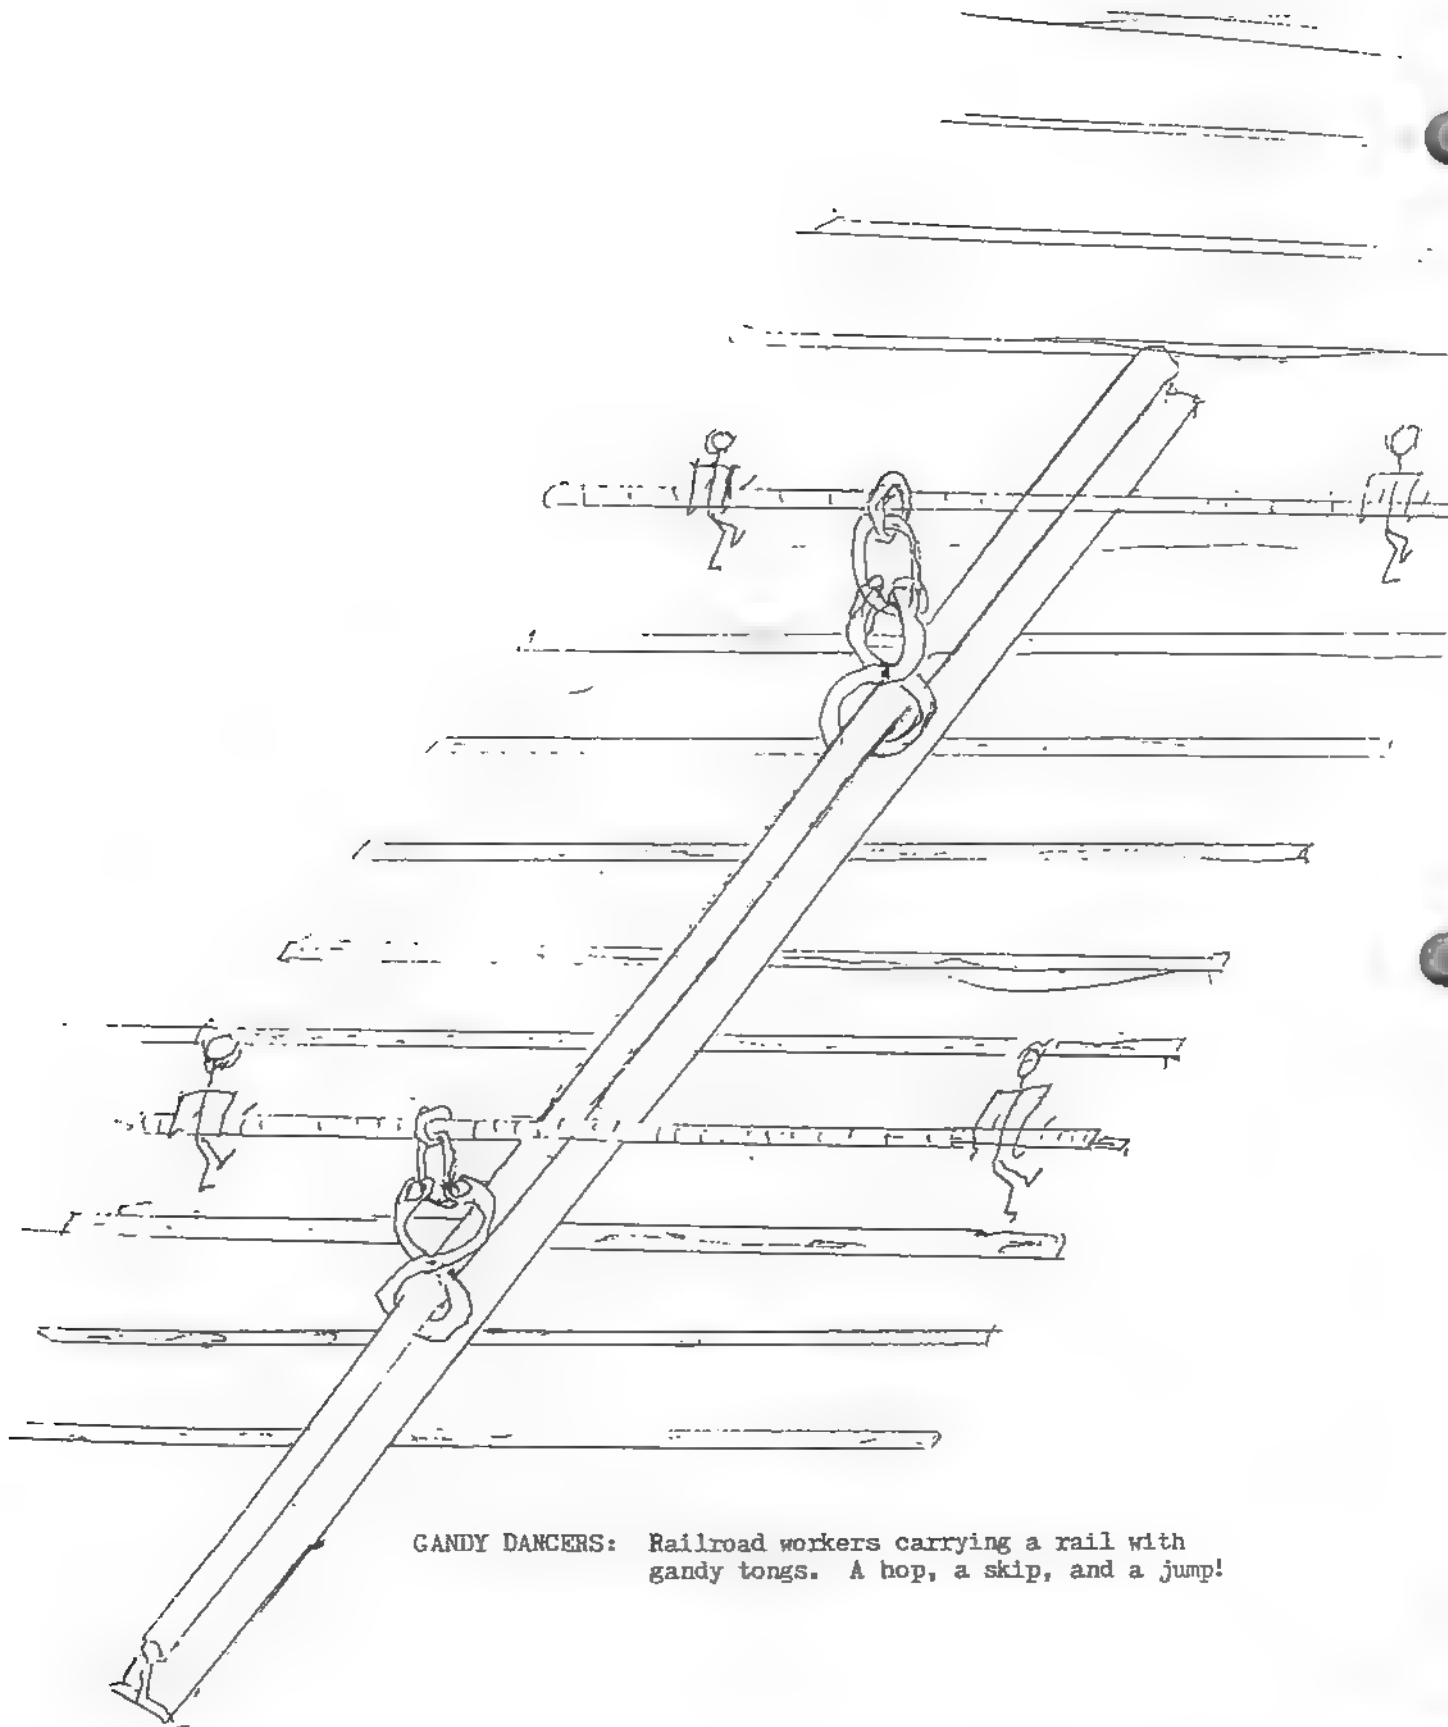 GANDY DANCERS: Railroad workers carrying a rail with
gandy tongs. A hop, a skip, and a jump!